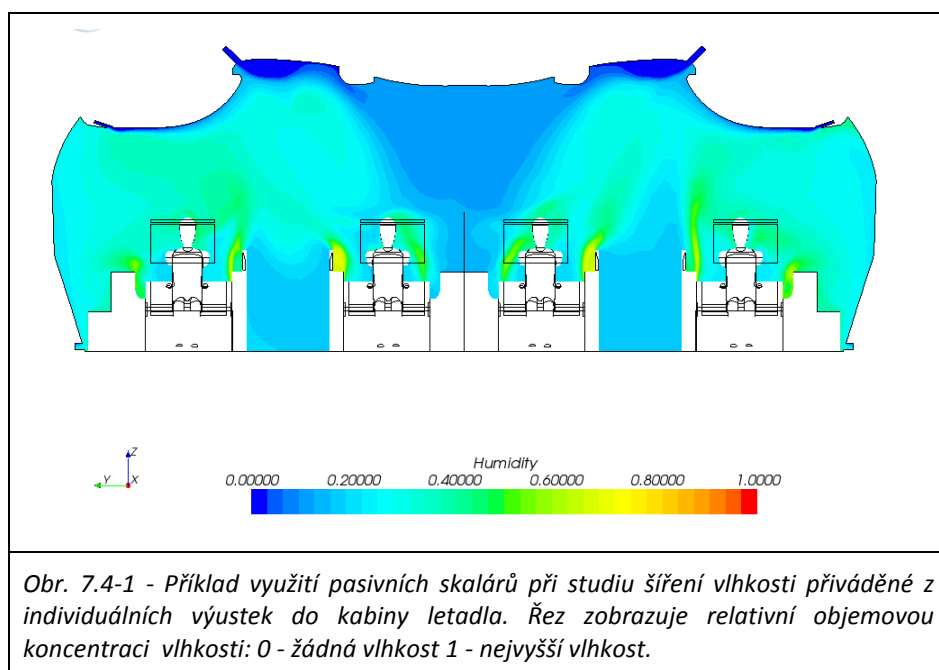 Z
Y
X
Humidity
0.00000 0.20000 0.40000 0.60000 0.80000 1.0000
Obr. 7.4-1 - Příklad využití pasivních skalárů při studiu šíření vlhkosti přiváděné z
individuálních výustek do kabiny letadla. Řez zobrazuje relativní objemovou
koncentraci vlhkosti: 0 - žádná vlhkost 1 - nejvyšší vlhkost.